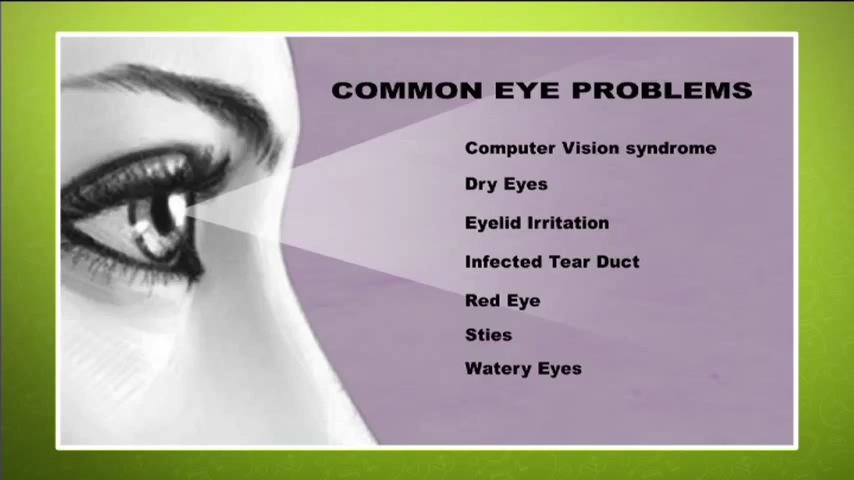 COMMON EYE PROBLEMS
Computer Vision syndrome
Dry Eyes
Eyelid Irritation
Infected Tear Duct
Red Eye
Sties
Watery Eyes